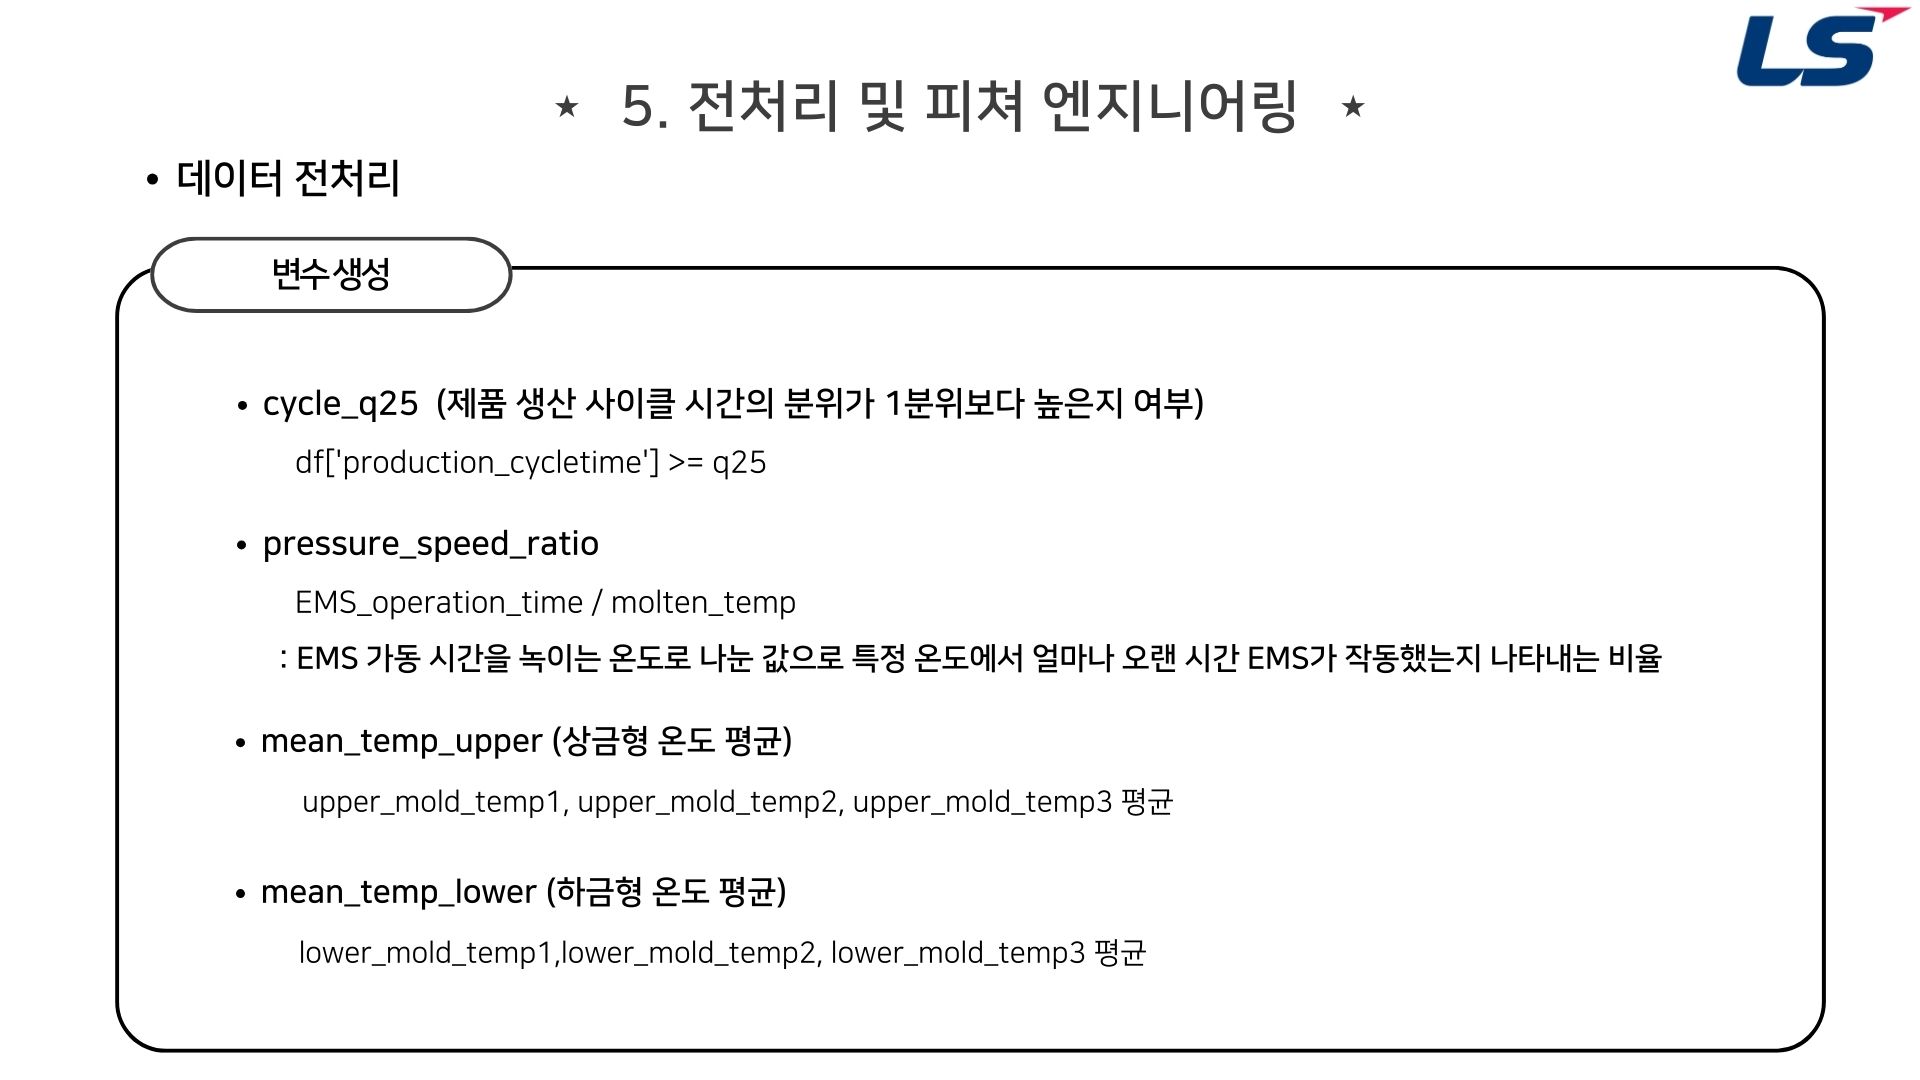 LS
★ 5. 전처리 및 피쳐 엔지니어링 ★
• 데이터 전처리
변수 생성
• cycle_q25 (제품 생산 사이클 시간의 분위가 1분위보다 높은지 여부)
df['production_cycletime'] >= q25
• pressure_speed_ratio
EMS_operation_time / molten_temp
: EMS 가동 시간을 녹이는 온도로 나눈 값으로 특정 온도에서 얼마나 오랜 시간 EMS가 작동했는지 나타내는 비율
• mean_temp_upper (상금형 온도 평균)
upper_mold_temp1, upper_mold_temp2, upper_mold_temp3 평균
• mean_temp_lower (하금형 온도 평균)
lower_mold_temp1,lower_mold_temp2, lower_mold_temp3 평균